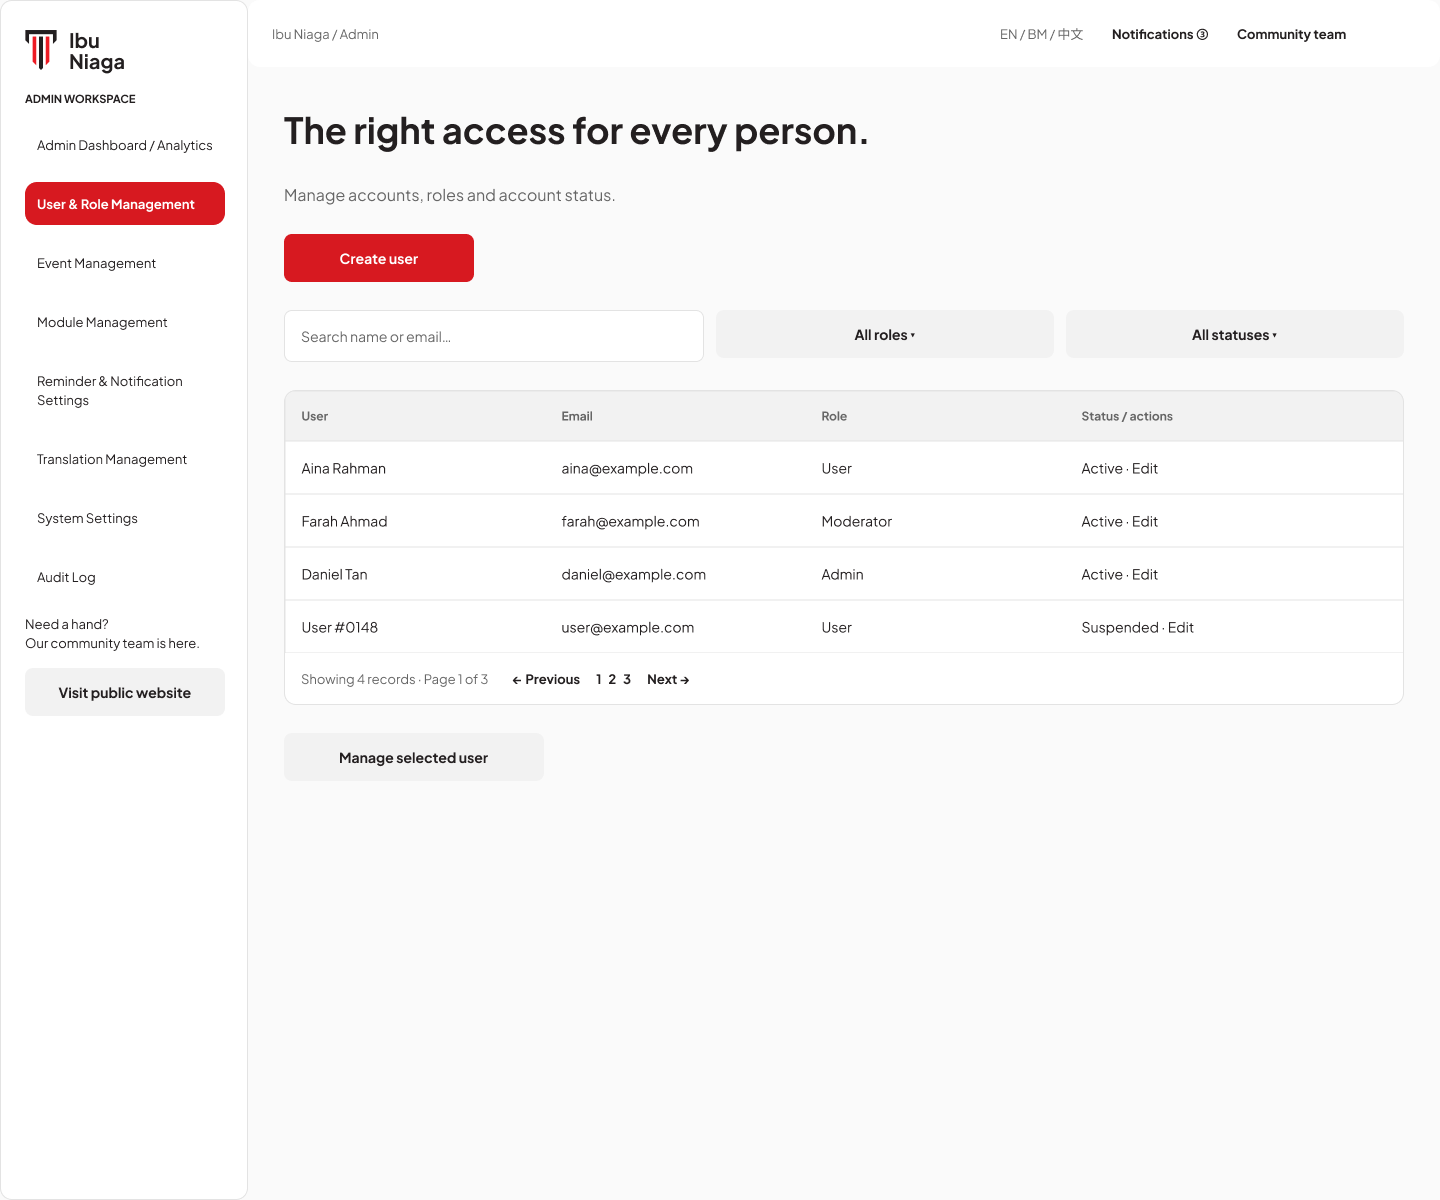 Ibu
Niaga
ADMIN WORKSPACE
Admin Dashboard / Analytics
User & Role Management
Event Management
Module Management
Reminder & Notification
Settings
Translation Management
System Settings
Audit Log
Need a hand?
Our community team is here.
Visit public website
Ibu Niaga / Admin
EN / BM / 中文
Notifications ③
Community team
The right access for every person.
Manage accounts, roles and account status.
Create user
Search name or email...
All roles ▾
All statuses ▾
User Email Role Status / actions
Aina Rahman aina@example.com User Active · Edit
Farah Ahmad farah@example.com Moderator Active · Edit
Daniel Tan daniel@example.com Admin Active · Edit
User #0148 user@example.com User Suspended · Edit
Showing 4 records · Page 1 of 3 ← Previous 1 2 3 Next →
Manage selected user